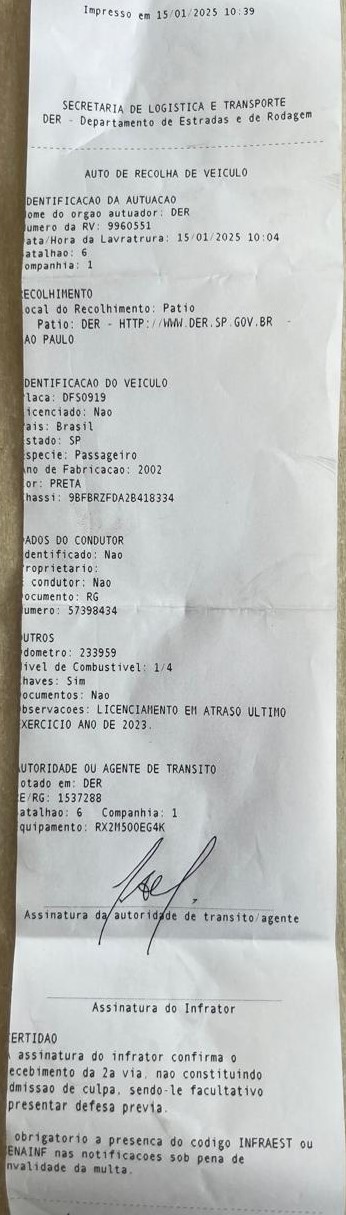 Impresso em 15/01/2025 10:39
SECRETARIA DE LOGISTICA E TRANSPORTE
DER - Departamento de Estradas e de Rodagem
AUTO DE RECOLHA DE VEICULO
DENTIFICACAO DA AUTUACAO
ome do orgao autuador: DER
umero da RV: 9960551
ata/Hora da Lavratrura: 15/01/2025 10:04
atalhao: 6
ompanhia: 1
ECOLHIMENTO
ocal do Recolhimento: Patio
Patio: DER - HTTP://WWW.DER.SP.GOV.BR -
AO PAULO
DENTIFICACAO DO VEICULO
laca: DFS0919
icenciado: Nao
ais: Brasil
stado: SP
specie: Passageiro
no de Fabricacao: 2002
or: PRETA
hassi: 9BFBRZFDA2B418334
ADOS DO CONDUTOR
dentificado: Nao
roprietario:
condutor: Nao
ocumento: RG
umero: 57398434
UTROS
dometro: 233959
ivel de Combustivel: 1/4
haves: Sim
ocumentos: Nao
bservacoes: LICENCIAMENTO EM ATRASO ULTIMO
XERCICIO ANO DE 2023.
UTORIDADE OU AGENTE DE TRANSITO
otado em: DER
E/RG: 1537288
atalhao: 6 Companhia: 1
quipamento: RX2M500EG4K
Assinatura da autoridade de transito/agente
Assinatura do Infrator
ERTIDAO
assinatura do infrator confirma o
ecebimento da 2a via, nao constituindo
dmissao de culpa, sendo-le facultativo
presentar defesa previa.
obrigatorio a presenca do codigo INFRAEST ou
ENAINF nas notificacoes sob pena de
nvalidade da multa.